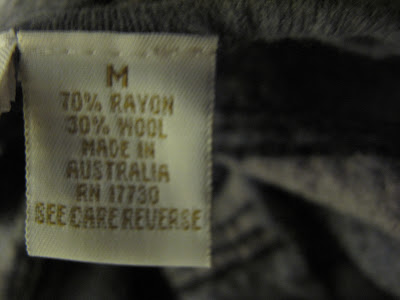 M
70% RAYON
30% WOOL
MADE IN
AUSTRALIA
RN 17730
SEE CARE REVERSE